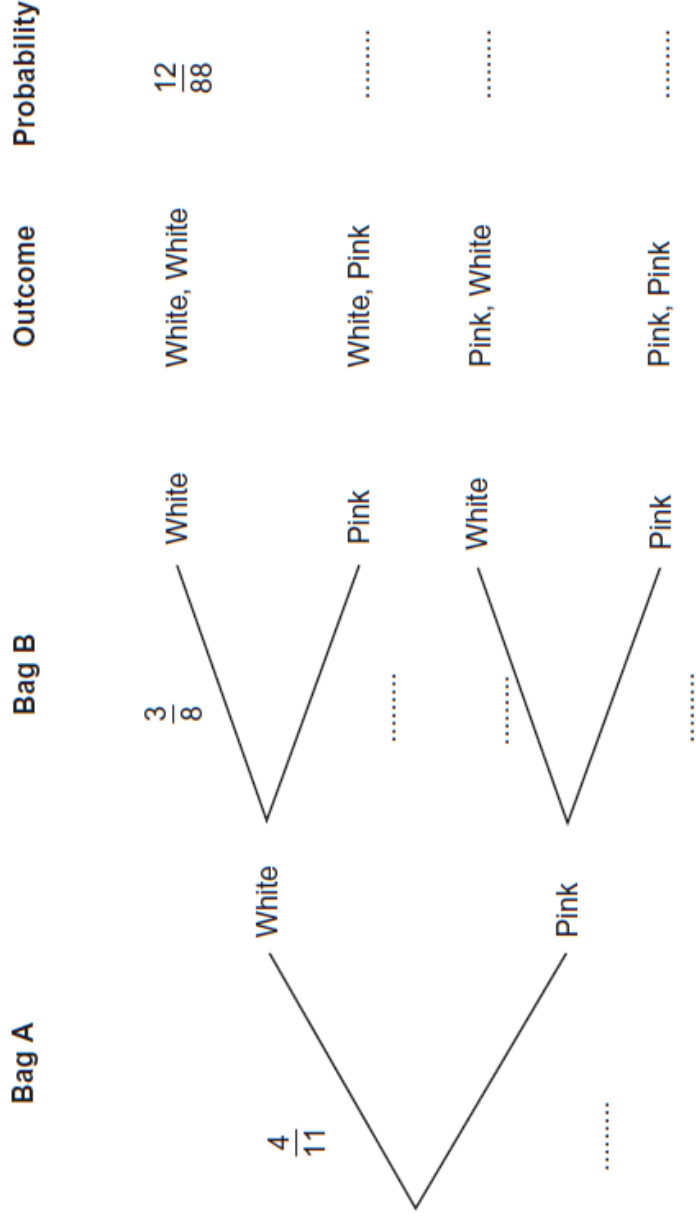 Bag A Bag B Outcome Probability
3/8 White White, White 12/88
4/11 White
Pink White, Pink .........
.........
......... White Pink, White .........
Pink
......... Pink Pink, Pink .........
.........